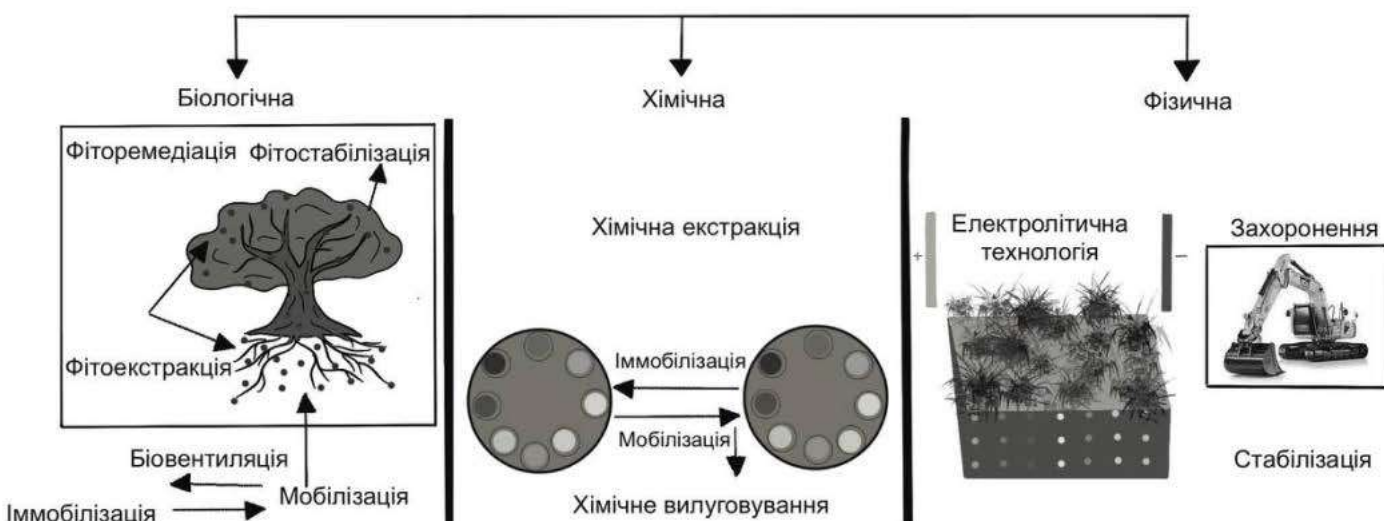 Біологічна
Хімічна
Фізична
Фіторемедіація Фітостабілізація
Фітоекстракція
Біовентиляція
Мобілізація
Іммобілізація
Хімічна екстракція
Іммобілізація
Мобілізація
Хімічне вилуговування
+
Електролітична
технологія
–
Захоронення
Стабілізація